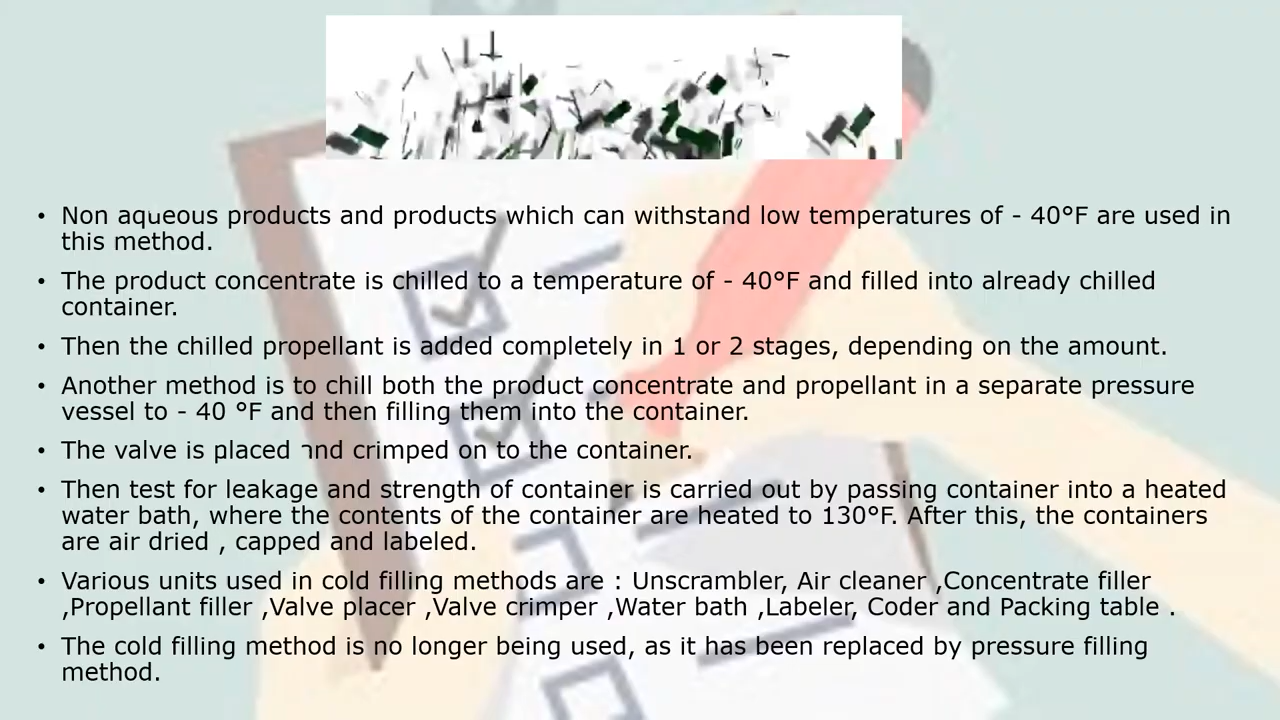 • Non aqueous products and products which can withstand low temperatures of - 40°F are used in
this method.
• The product concentrate is chilled to a temperature of - 40°F and filled into already chilled
container.
• Then the chilled propellant is added completely in 1 or 2 stages, depending on the amount.
• Another method is to chill both the product concentrate and propellant in a separate pressure
vessel to - 40 °F and then filling them into the container.
• The valve is placed and crimped on to the container.
• Then test for leakage and strength of container is carried out by passing container into a heated
water bath, where the contents of the container are heated to 130°F. After this, the containers
are air dried , capped and labeled.
• Various units used in cold filling methods are : Unscrambler, Air cleaner ,Concentrate filler
,Propellant filler ,Valve placer ,Valve crimper ,Water bath ,Labeler, Coder and Packing table .
• The cold filling method is no longer being used, as it has been replaced by pressure filling
method.